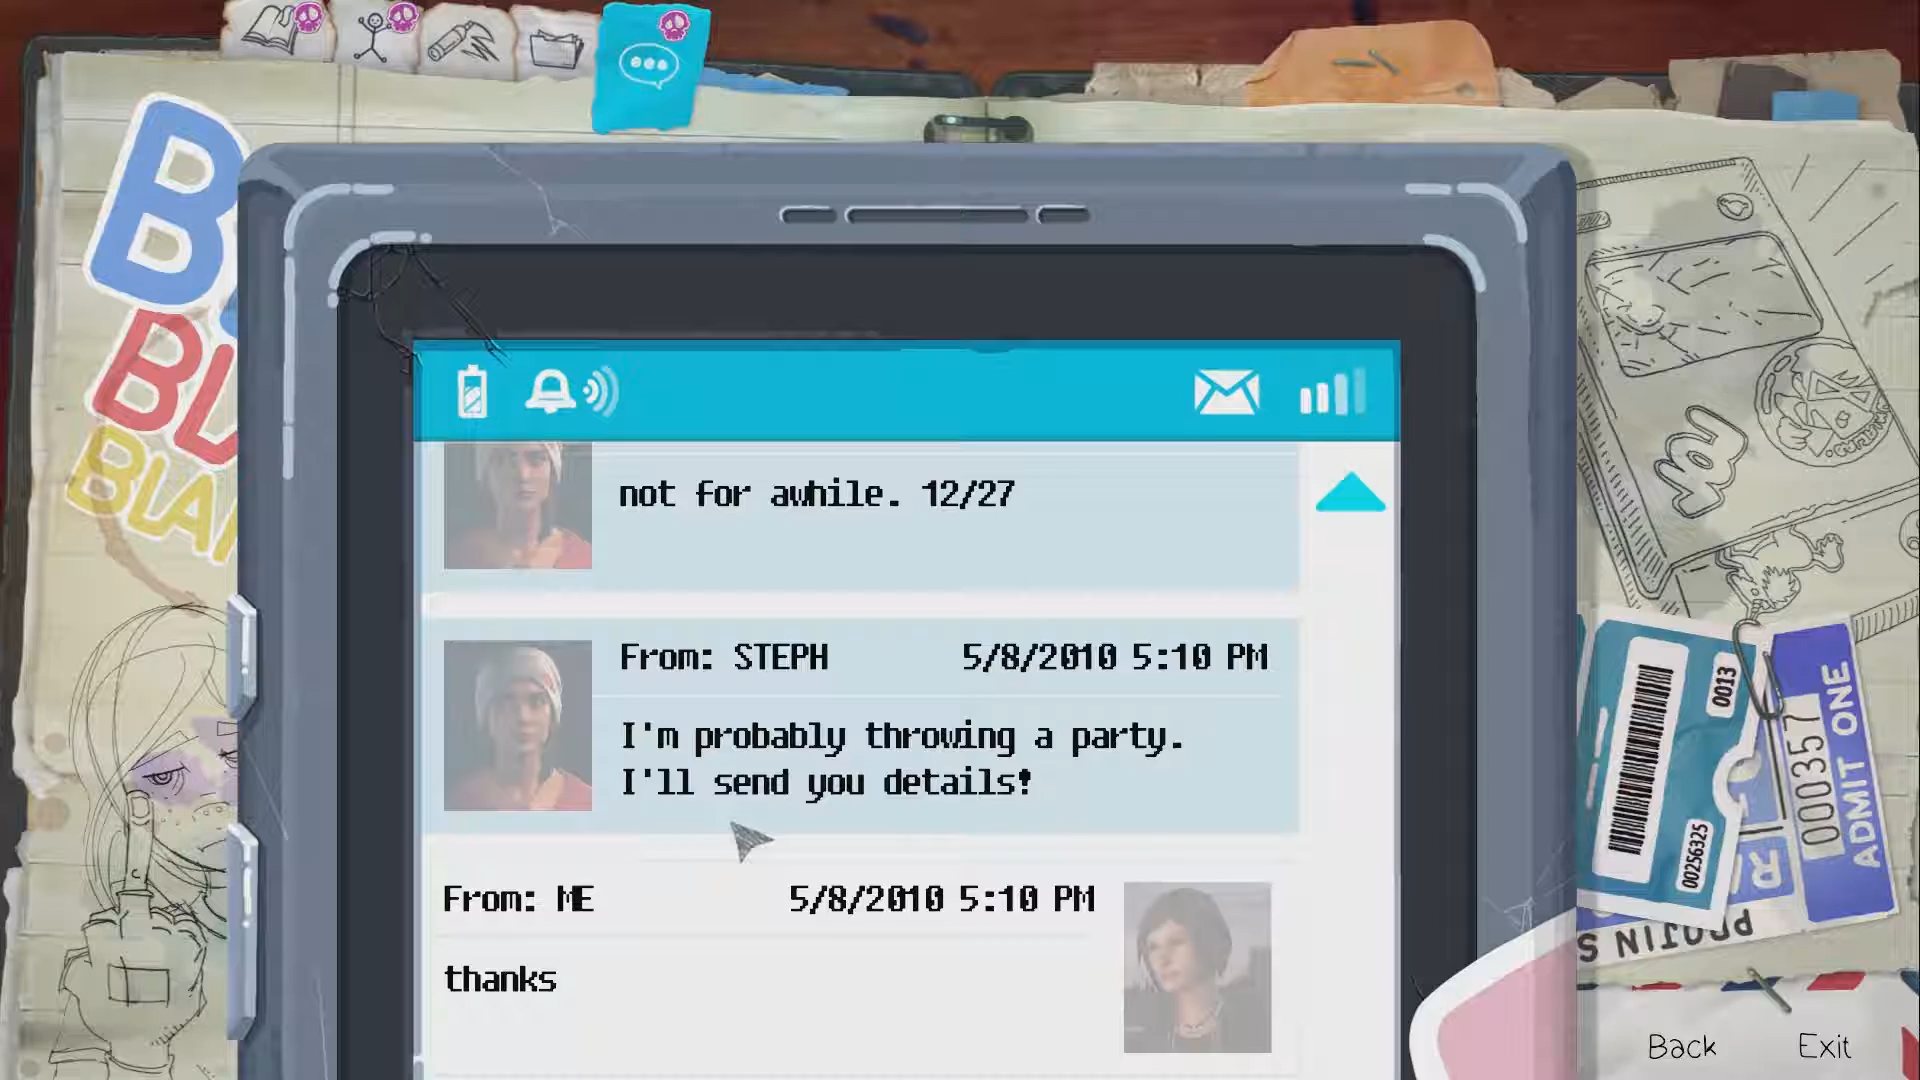 not for awhile. 12/27
From: STEPH 5/8/2010 5:10 PM
I'm probably throwing a party.
I'll send you details!
From: ME 5/8/2010 5:10 PM
thanks
0013
00256325
000357
ADMIT ONE
Back
Exit